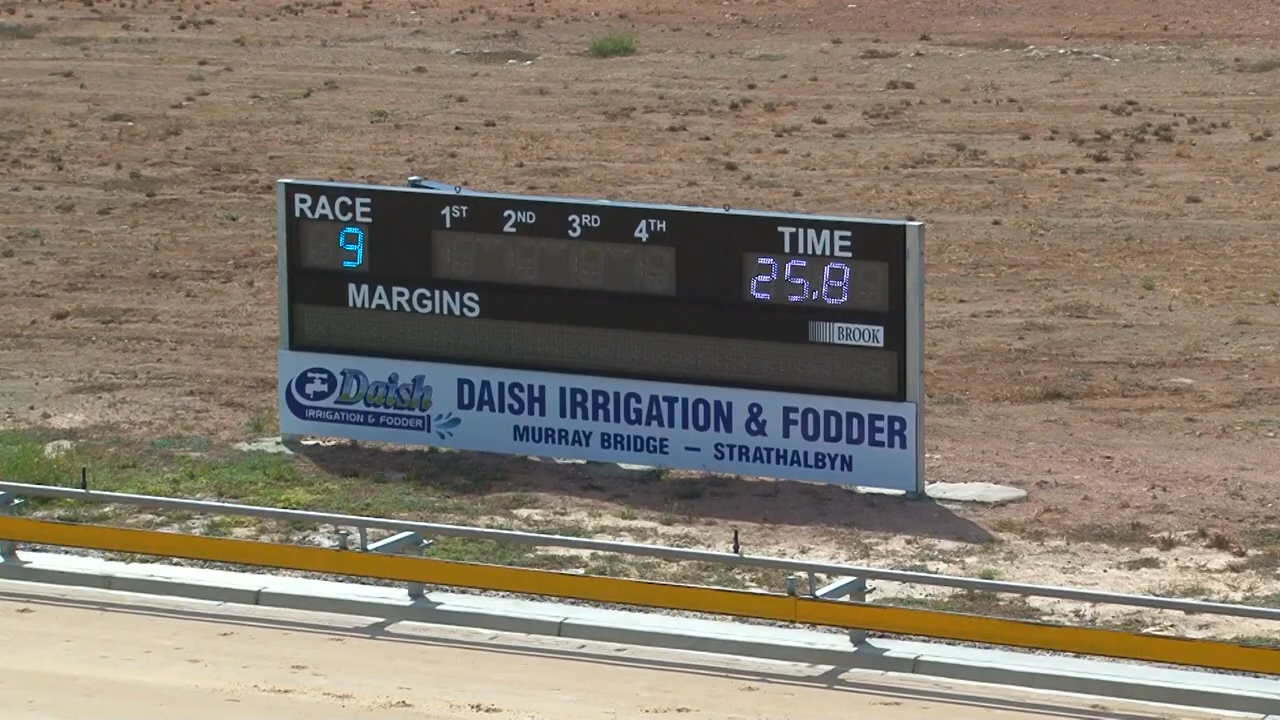 RACE 1ST 2ND 3RD 4TH TIME
9 25.8
MARGINS
BROOK
Daish
IRRIGATION & FODDER
DAISH IRRIGATION & FODDER
MURRAY BRIDGE – STRATHALBYN